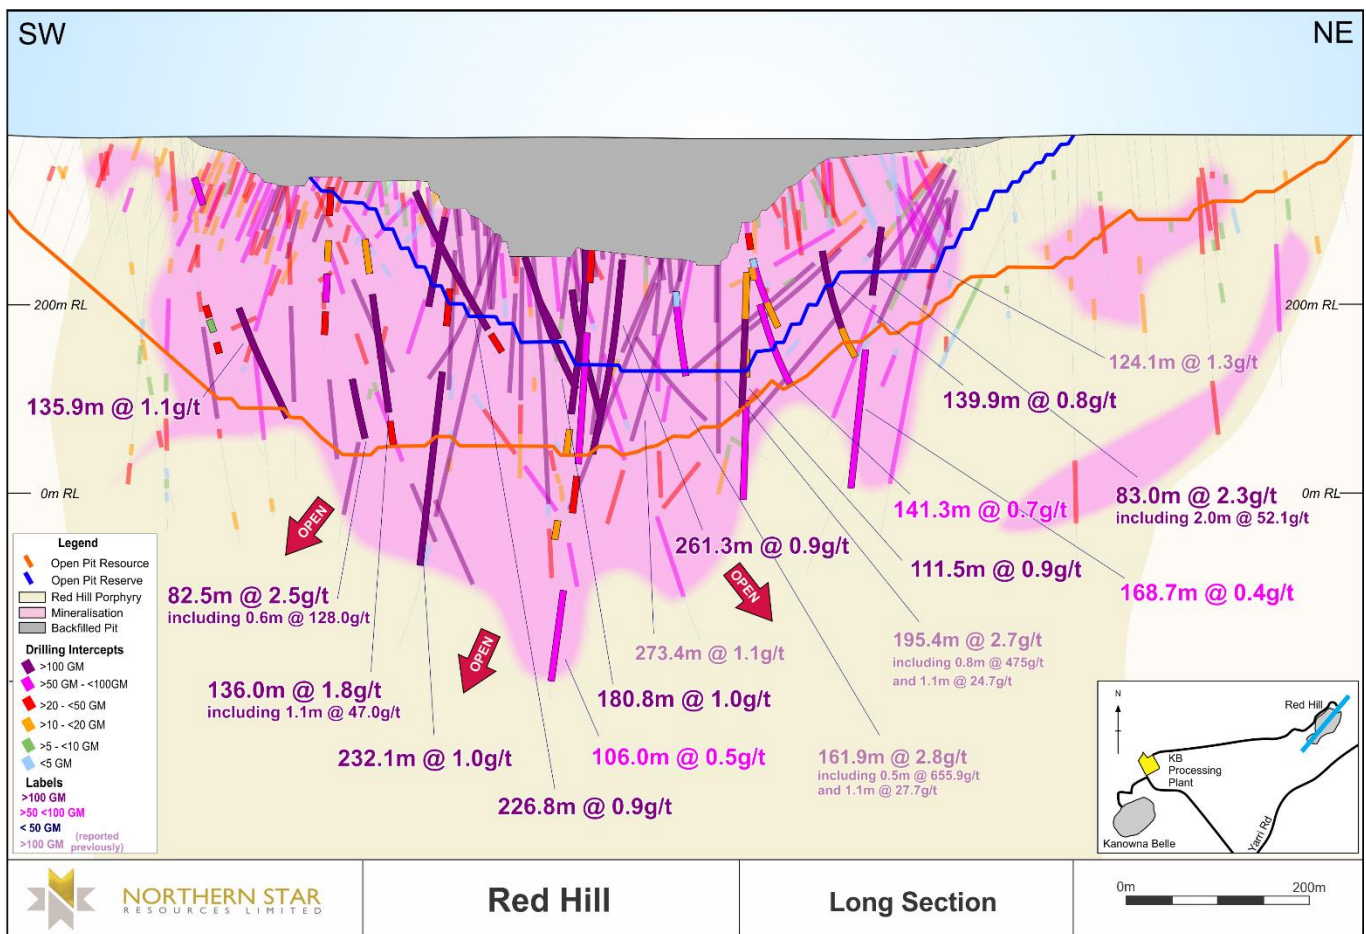 SW
NE
200m RL
200m RL
0m RL
0m RL
124.1m @ 1.3g/t
135.9m @ 1.1g/t
139.9m @ 0.8g/t
83.0m @ 2.3g/t
including 2.0m @ 52.1g/t
141.3m @ 0.7g/t
OPEN
261.3m @ 0.9g/t
111.5m @ 0.9g/t
168.7m @ 0.4g/t
OPEN
82.5m @ 2.5g/t
including 0.6m @ 128.0g/t
OPEN
273.4m @ 1.1g/t
195.4m @ 2.7g/t
including 0.8m @ 475g/t
and 1.1m @ 24.7g/t
136.0m @ 1.8g/t
including 1.1m @ 47.0g/t
180.8m @ 1.0g/t
232.1m @ 1.0g/t
106.0m @ 0.5g/t
161.9m @ 2.8g/t
including 0.5m @ 655.9g/t
and 1.1m @ 27.7g/t
226.8m @ 0.9g/t
Legend
Open Pit Resource
Open Pit Reserve
Red Hill Porphyry
Mineralisation
Backfilled Pit
Drilling Intercepts
>100 GM
>50 GM - <100GM
>20 - <50 GM
>10 - <20 GM
>5 - <10 GM
<5 GM
Labels
>100 GM
>50 <100 GM
< 50 GM
>100 GM (reported previously)
N
Red Hill
KB
Processing
Plant
Kanowna Belle
Yarri Rd
NORTHERN STAR
RESOURCES LIMITED
Red Hill
Long Section
0m
200m